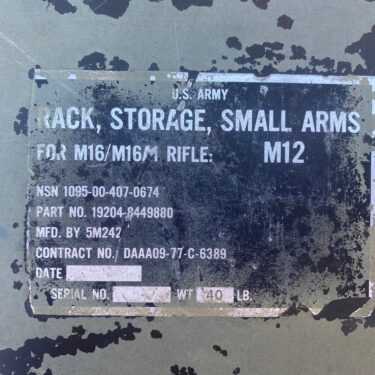 U.S. ARMY
RACK, STORAGE, SMALL ARMS
FOR M16/M16A1 RIFLE: M12
NSN 1095-00-407-0674
PART NO. 19204-8449880
MFD. BY 5M242
CONTRACT NO. DAAA09-77-C-6389
DATE
SERIAL NO. WT 40 LB.